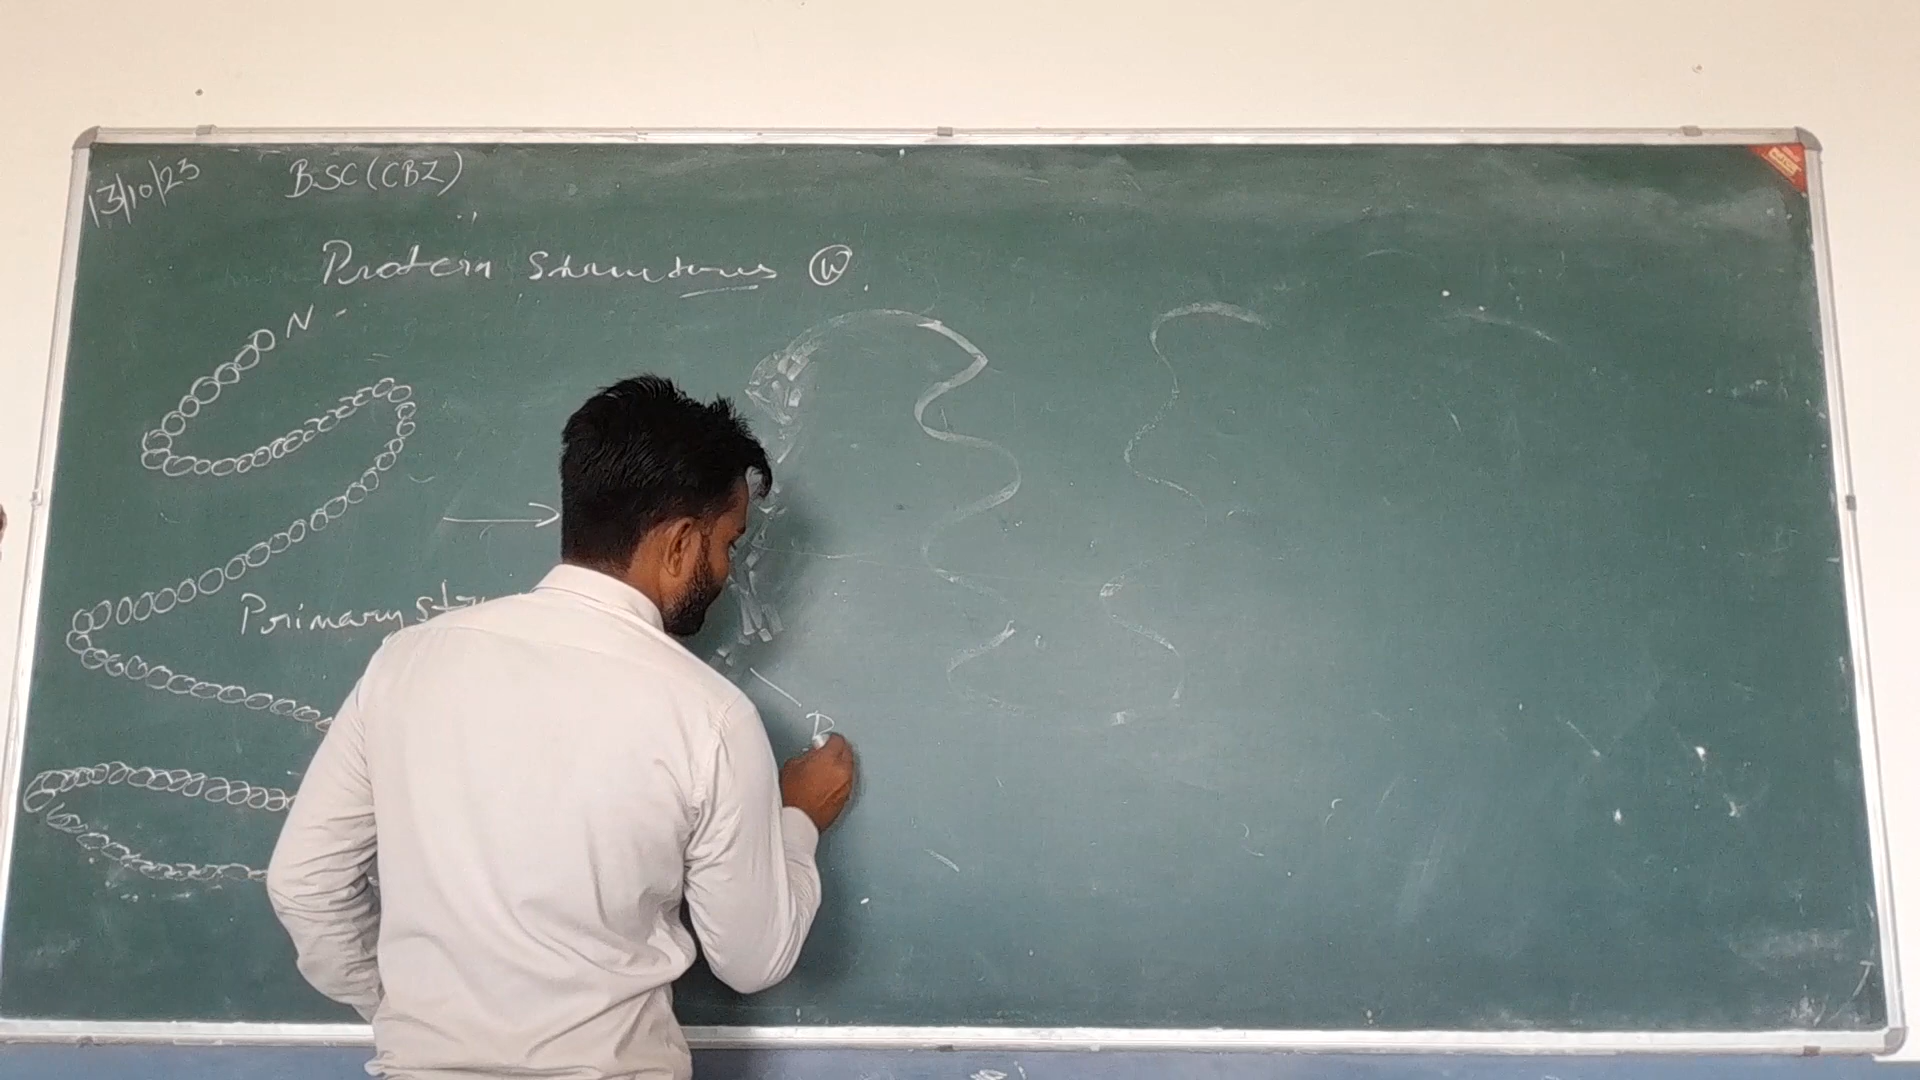 13/10/23
BSC (CBZ)
Protein Structures
N
Primary